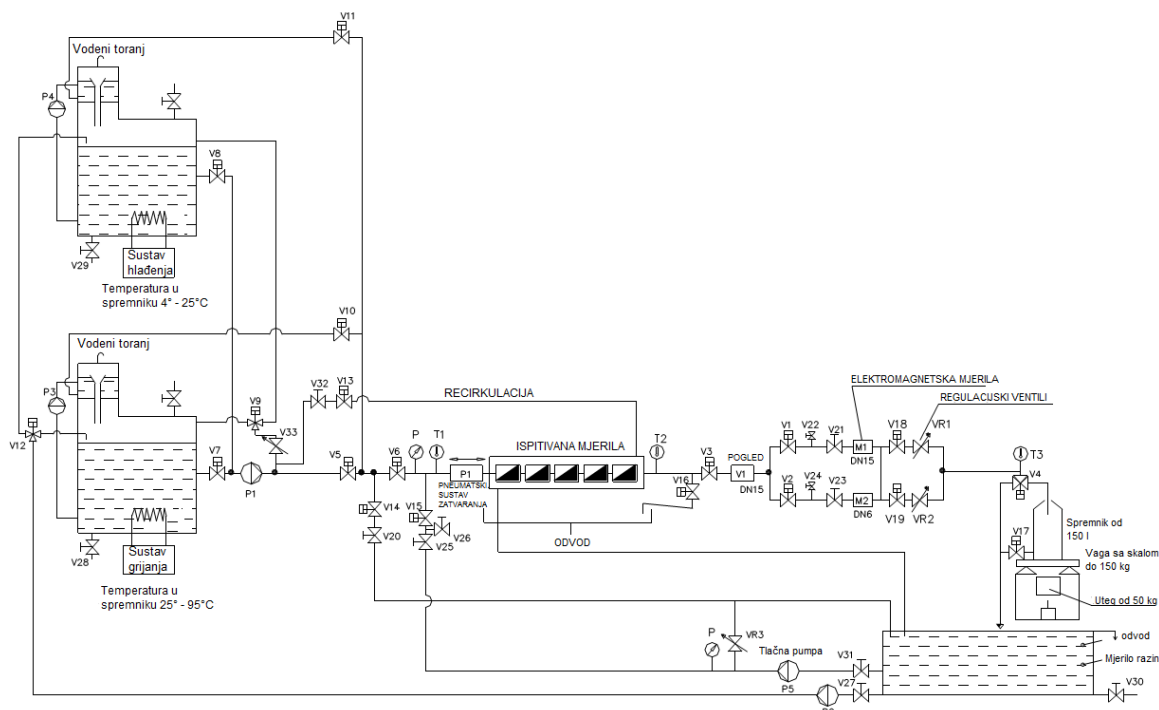 V11
Vodeni toranj
P4
V8
V29
Sustav
hlađenja
Temperatura u
spremniku 4° - 25°C
V10
Vodeni toranj
P3
V9
V32
V13
RECIRKULACIJA
V33
V12
V7
P1
V5
V6
P
T1
P1
PNEUMATSKI
SUSTAV
ZATVARANJA
ISPITIVANA MJERILA
T2
V16
V3
POGLED
V1
DN15
ELEKTROMAGNETSKA MJERILA
REGULACIJSKI VENTILI
V1
V22
V21
M1
DN15
V18
VR1
V2
V24
V23
M2
DN6
V19
VR2
T3
V4
V14
V20
V15
V25
V26
ODVOD
V17
Spremnik od
150 l
Vaga sa skalom
do 150 kg
Uteg od 50 kg
V28
Sustav
grijanja
Temperatura u
spremniku 25° - 95°C
P
VR3
Tlačna pumpa
P5
V31
V27
odvod
Mjerilo razin
V30